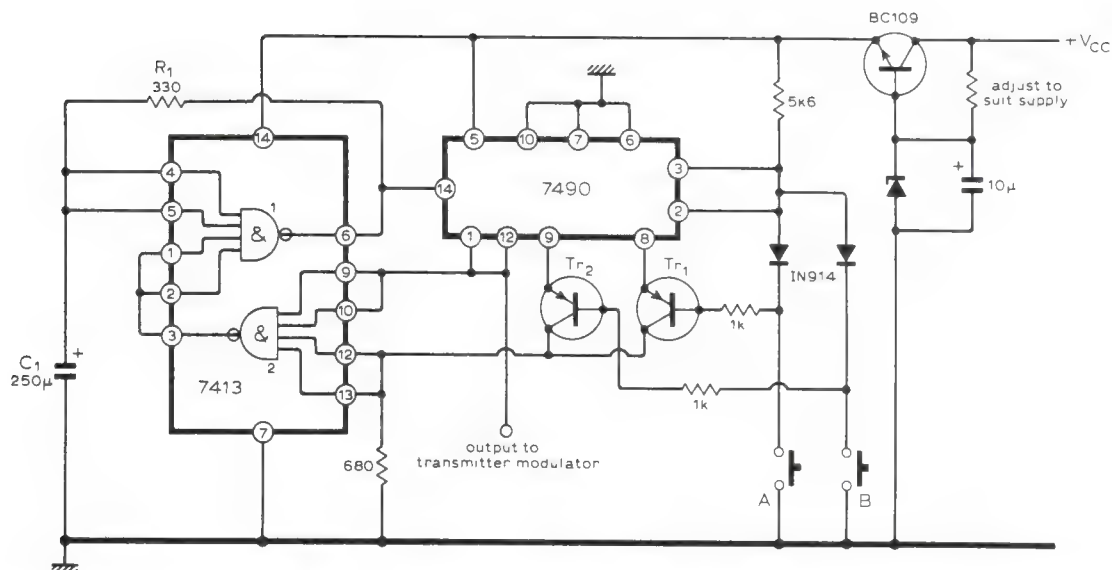 BC109
+VCC
R1
330
adjust to
suit supply
5k6
14
5
10
7
6
4
5
1
2
3
&
1
6
9
10
12
13
&
2
7413
7
14
7490
3
2
1
12
9
8
10μ
+
IN914
Tr2
Tr1
1k
1k
C1
250μ
+
680
output to
transmitter modulator
A
B